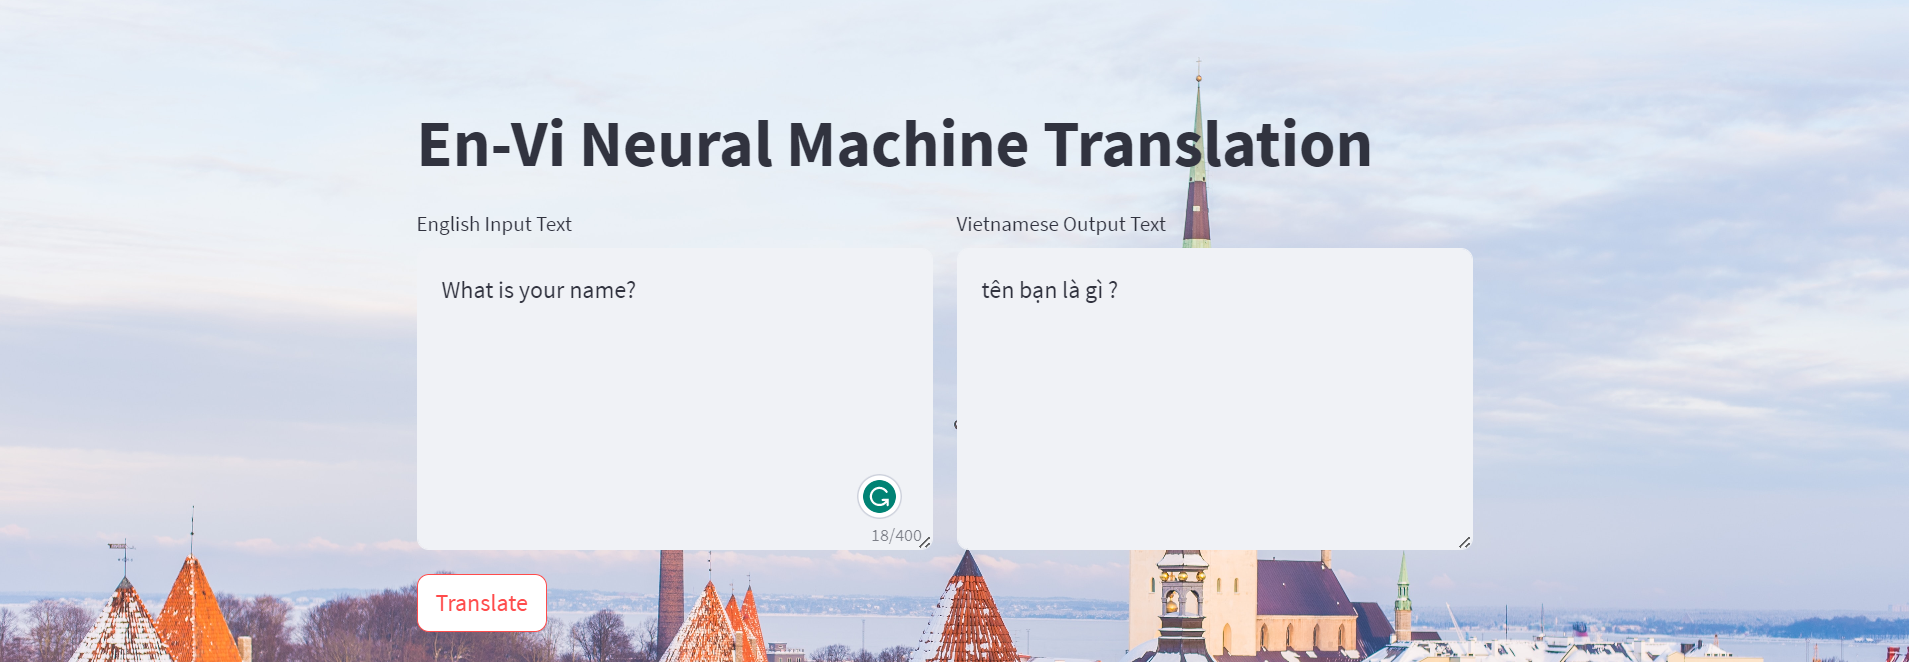 En-Vi Neural Machine Translation
English Input Text
Vietnamese Output Text
What is your name?
tên bạn là gì ?
18/400
Translate